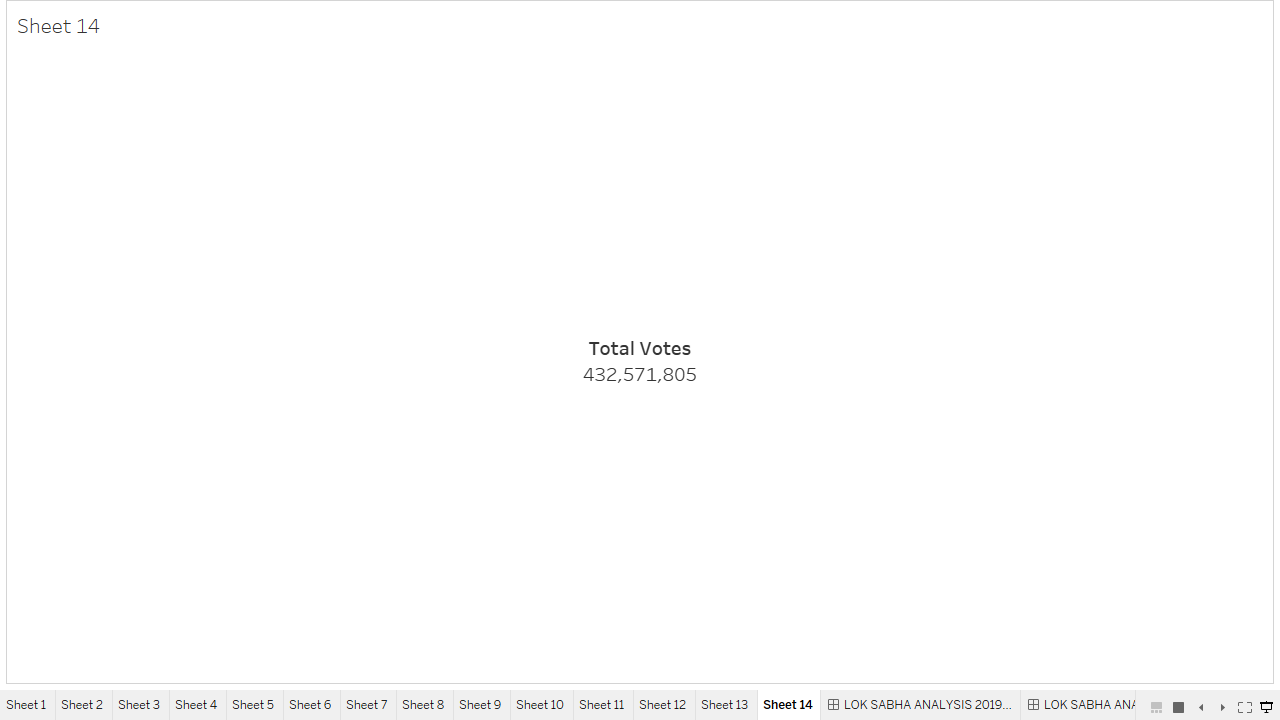 Sheet 14
Total Votes
432,571,805
Sheet 1 Sheet 2 Sheet 3 Sheet 4 Sheet 5 Sheet 6 Sheet 7 Sheet 8 Sheet 9 Sheet 10 Sheet 11 Sheet 12 Sheet 13 Sheet 14 LOK SABHA ANALYSIS 2019... LOK SABHA ANA